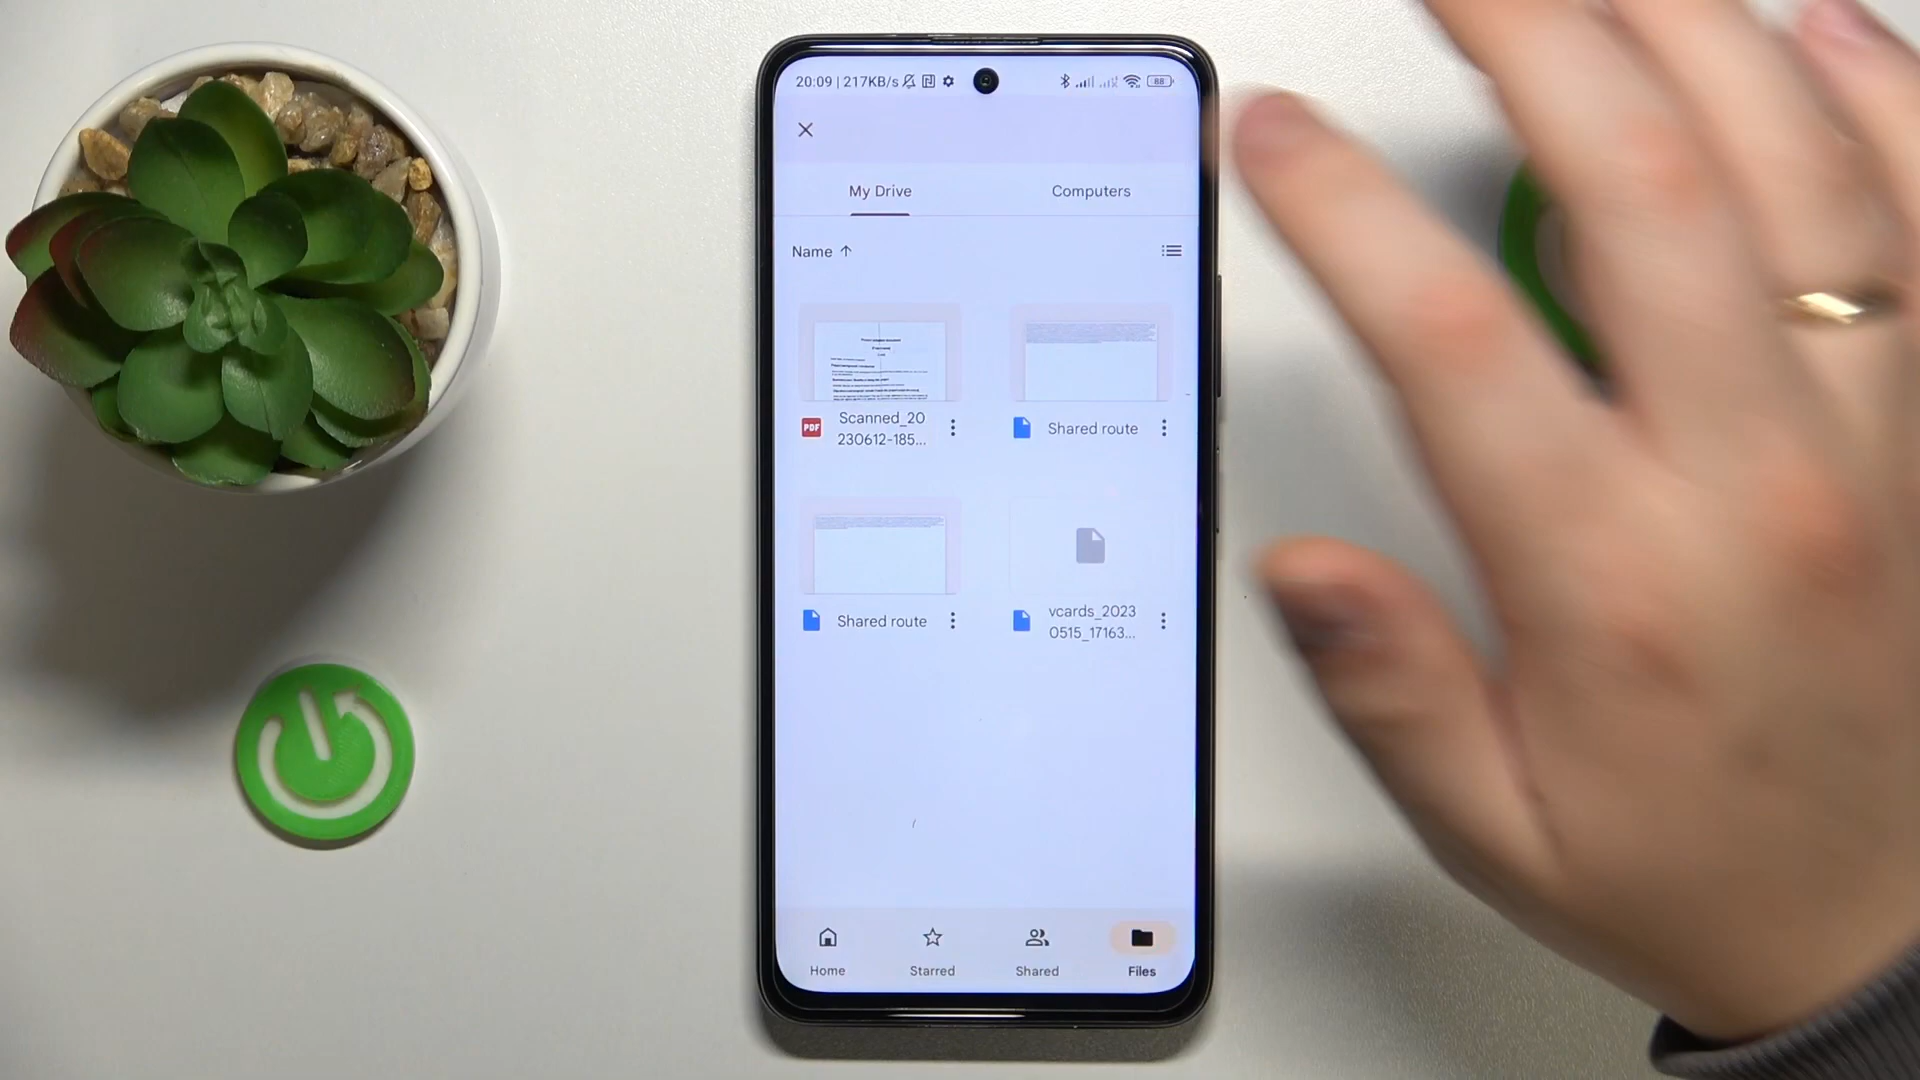 20:09 | 217KB/s 88
My Drive Computers
Name
PDF Scanned_20
230612-185...
Shared route
Shared route
vcards_2023
0515_17163...
Home Starred Shared Files